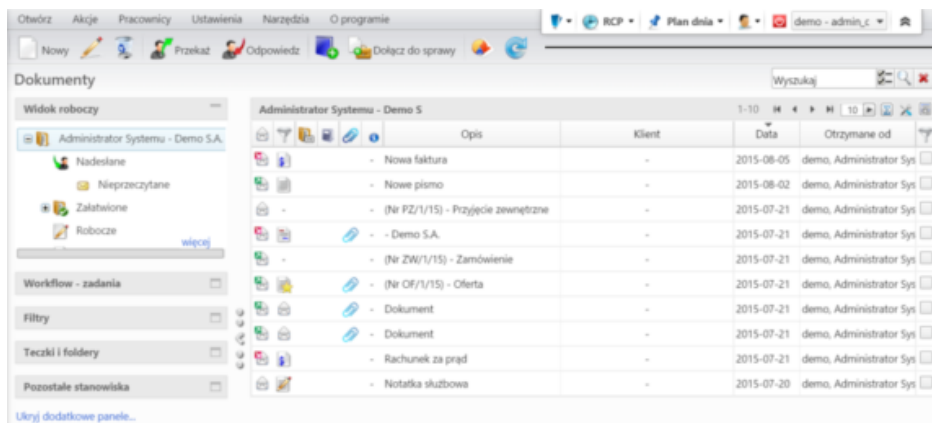 Otwórz Akcje Pracownicy Ustawienia Narzędzia O programie RCP Plan dnia demo - admin_c
Nowy Przekaż Odpowiedz Dołącz do sprawy
Dokumenty Wyszukaj
Widok roboczy
Administrator Systemu - Demo S.A.
Nadesłane
Nieprzeczytane
Załatwione
Robocze
więcej
Workflow - zadania
Filtry
Teczki i foldery
Pozostałe stanowiska
Ukryj dodatkowe panele...
Administrator Systemu - Demo S 1-10 10
Opis Klient Data Otrzymane od
- Nowa faktura - 2015-08-05 demo, Administrator Sys
- Nowe pismo - 2015-08-02 demo, Administrator Sys
- - (Nr PZ/1/15) - Przyjęcie zewnętrzne - 2015-07-21 demo, Administrator Sys
- - Demo S.A. - 2015-07-21 demo, Administrator Sys
- - (Nr ZW/1/15) - Zamówienie - 2015-07-21 demo, Administrator Sys
- (Nr OF/1/15) - Oferta - 2015-07-21 demo, Administrator Sys
- Dokument - 2015-07-21 demo, Administrator Sys
- Dokument - 2015-07-21 demo, Administrator Sys
- Rachunek za prąd - 2015-07-21 demo, Administrator Sys
- Notatka służbowa - 2015-07-20 demo, Administrator Sys